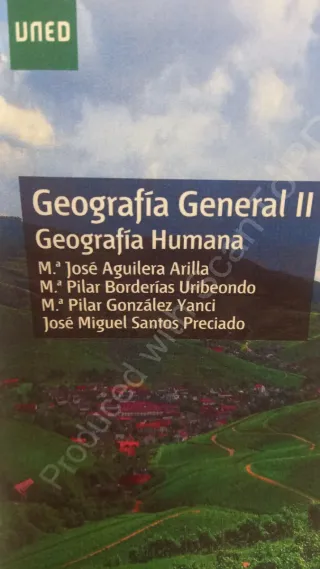 UNED
Geografía General II
Geografía Humana
M.ª José Aguilera Arilla
M.ª Pilar Borderías Uribeondo
M.ª Pilar González Yanci
José Miguel Santos Preciado
Produced with Scan